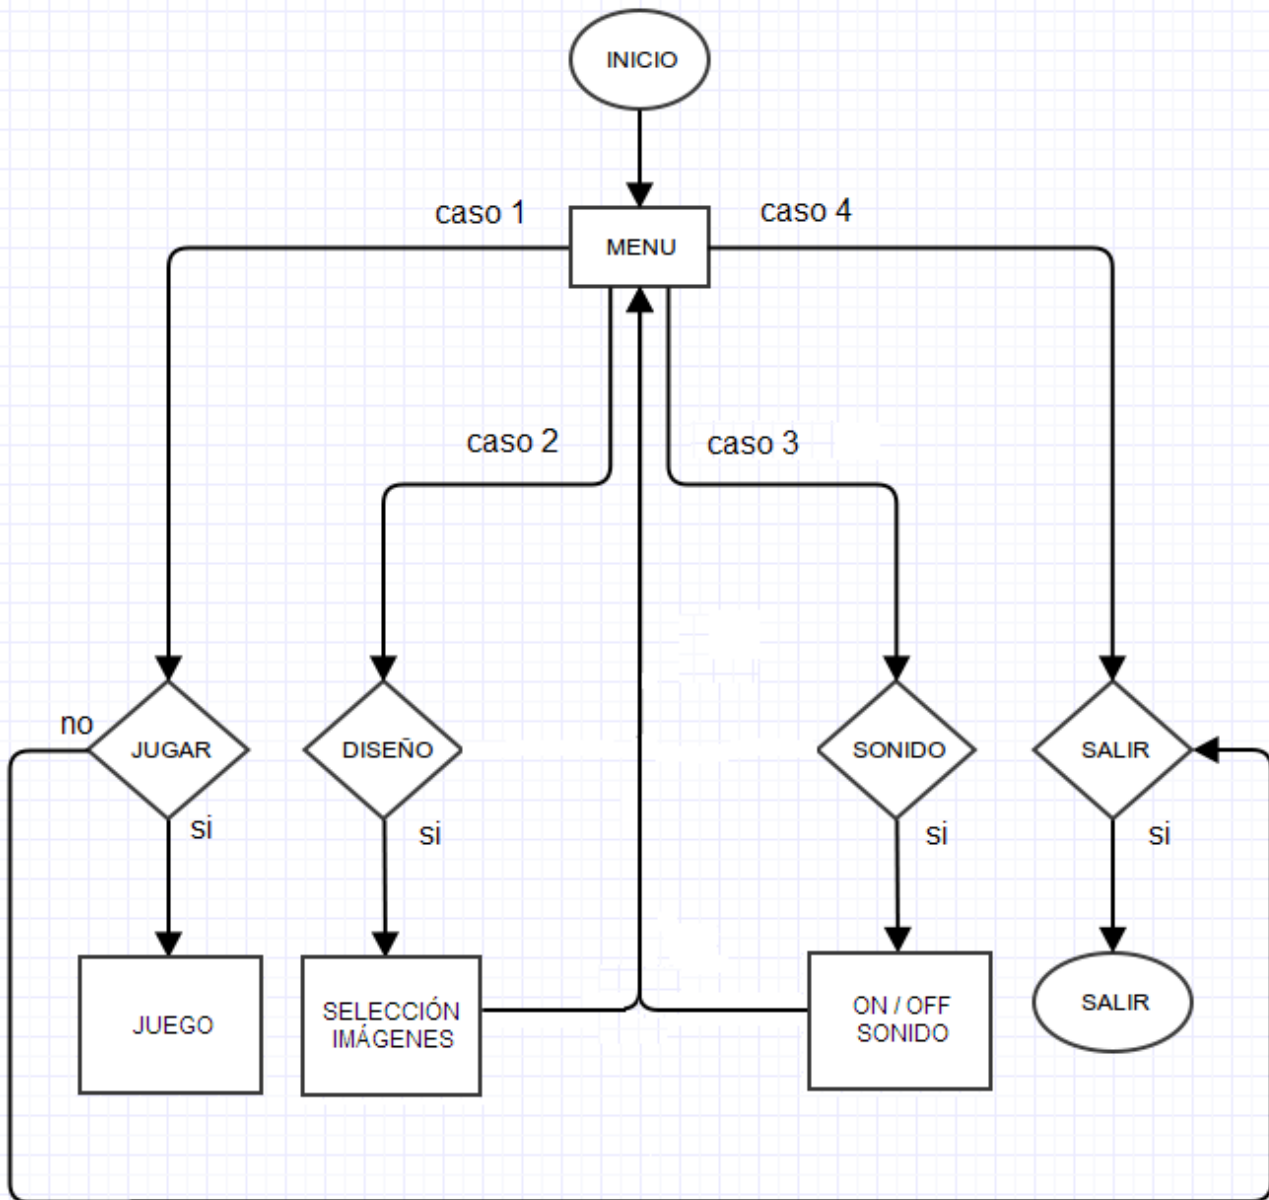 INICIO
caso 1
caso 4
MENU
caso 2
caso 3
no
JUGAR
DISEÑO
SONIDO
SALIR
si
si
si
si
JUEGO
SELECCIÓN
IMÁGENES
ON / OFF
SONIDO
SALIR